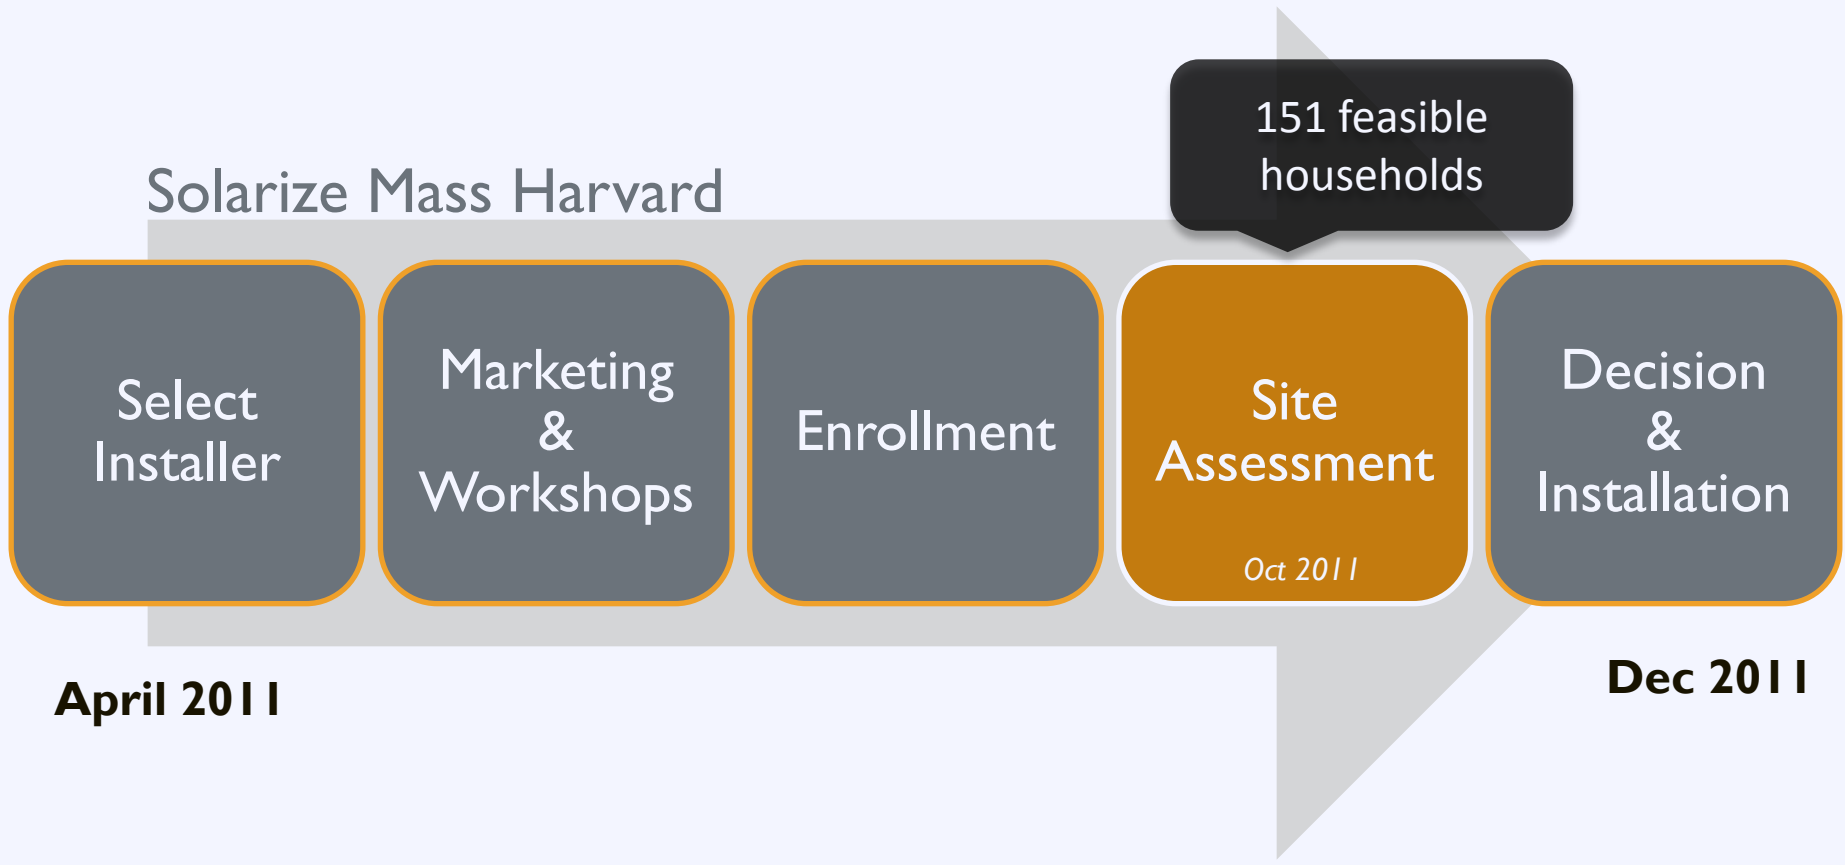 151 feasible
households
Solarize Mass Harvard
Select
Installer
Marketing
&
Workshops
Enrollment
Site
Assessment
Oct 2011
Decision
&
Installation
April 2011
Dec 2011